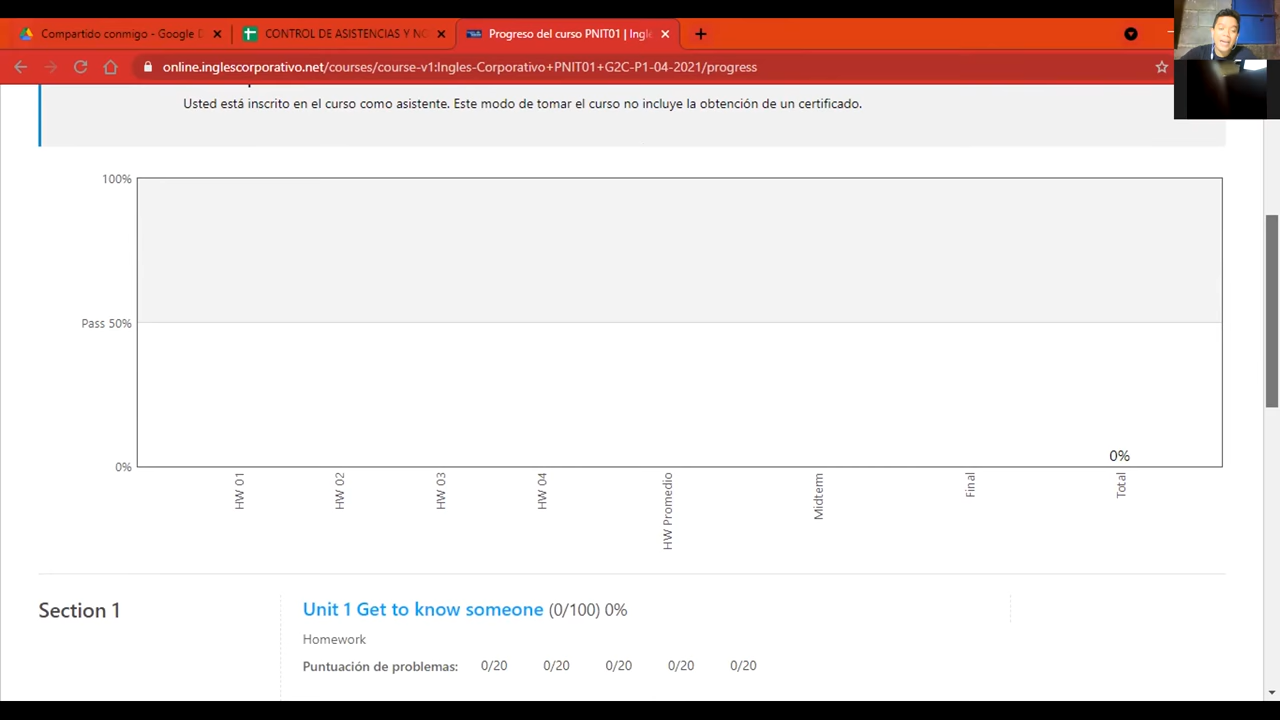 Compartido conmigo - Google D
CONTROL DE ASISTENCIAS Y NO
Progreso del curso PNIT01 | Ingle
online.inglescorporativo.net/courses/course-v1:Ingles-Corporativo+PNIT01+G2C-P1-04-2021/progress
Usted está inscrito en el curso como asistente. Este modo de tomar el curso no incluye la obtención de un certificado.
100%
Pass 50%
0%
0%
HW 01
HW 02
HW 03
HW 04
HW Promedio
Midterm
Final
Total
Section 1
Unit 1 Get to know someone (0/100) 0%
Homework
Puntuación de problemas: 0/20 0/20 0/20 0/20 0/20